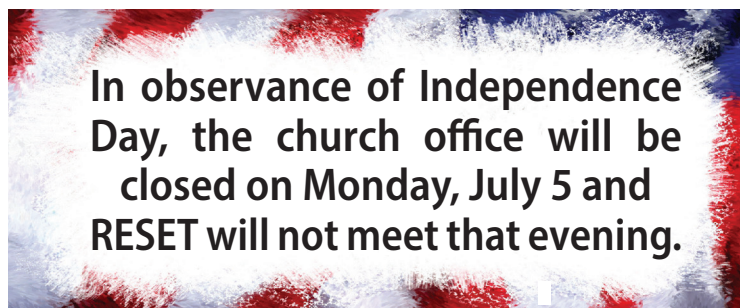 In observance of Independence
Day, the church office will be
closed on Monday, July 5 and
RESET will not meet that evening.